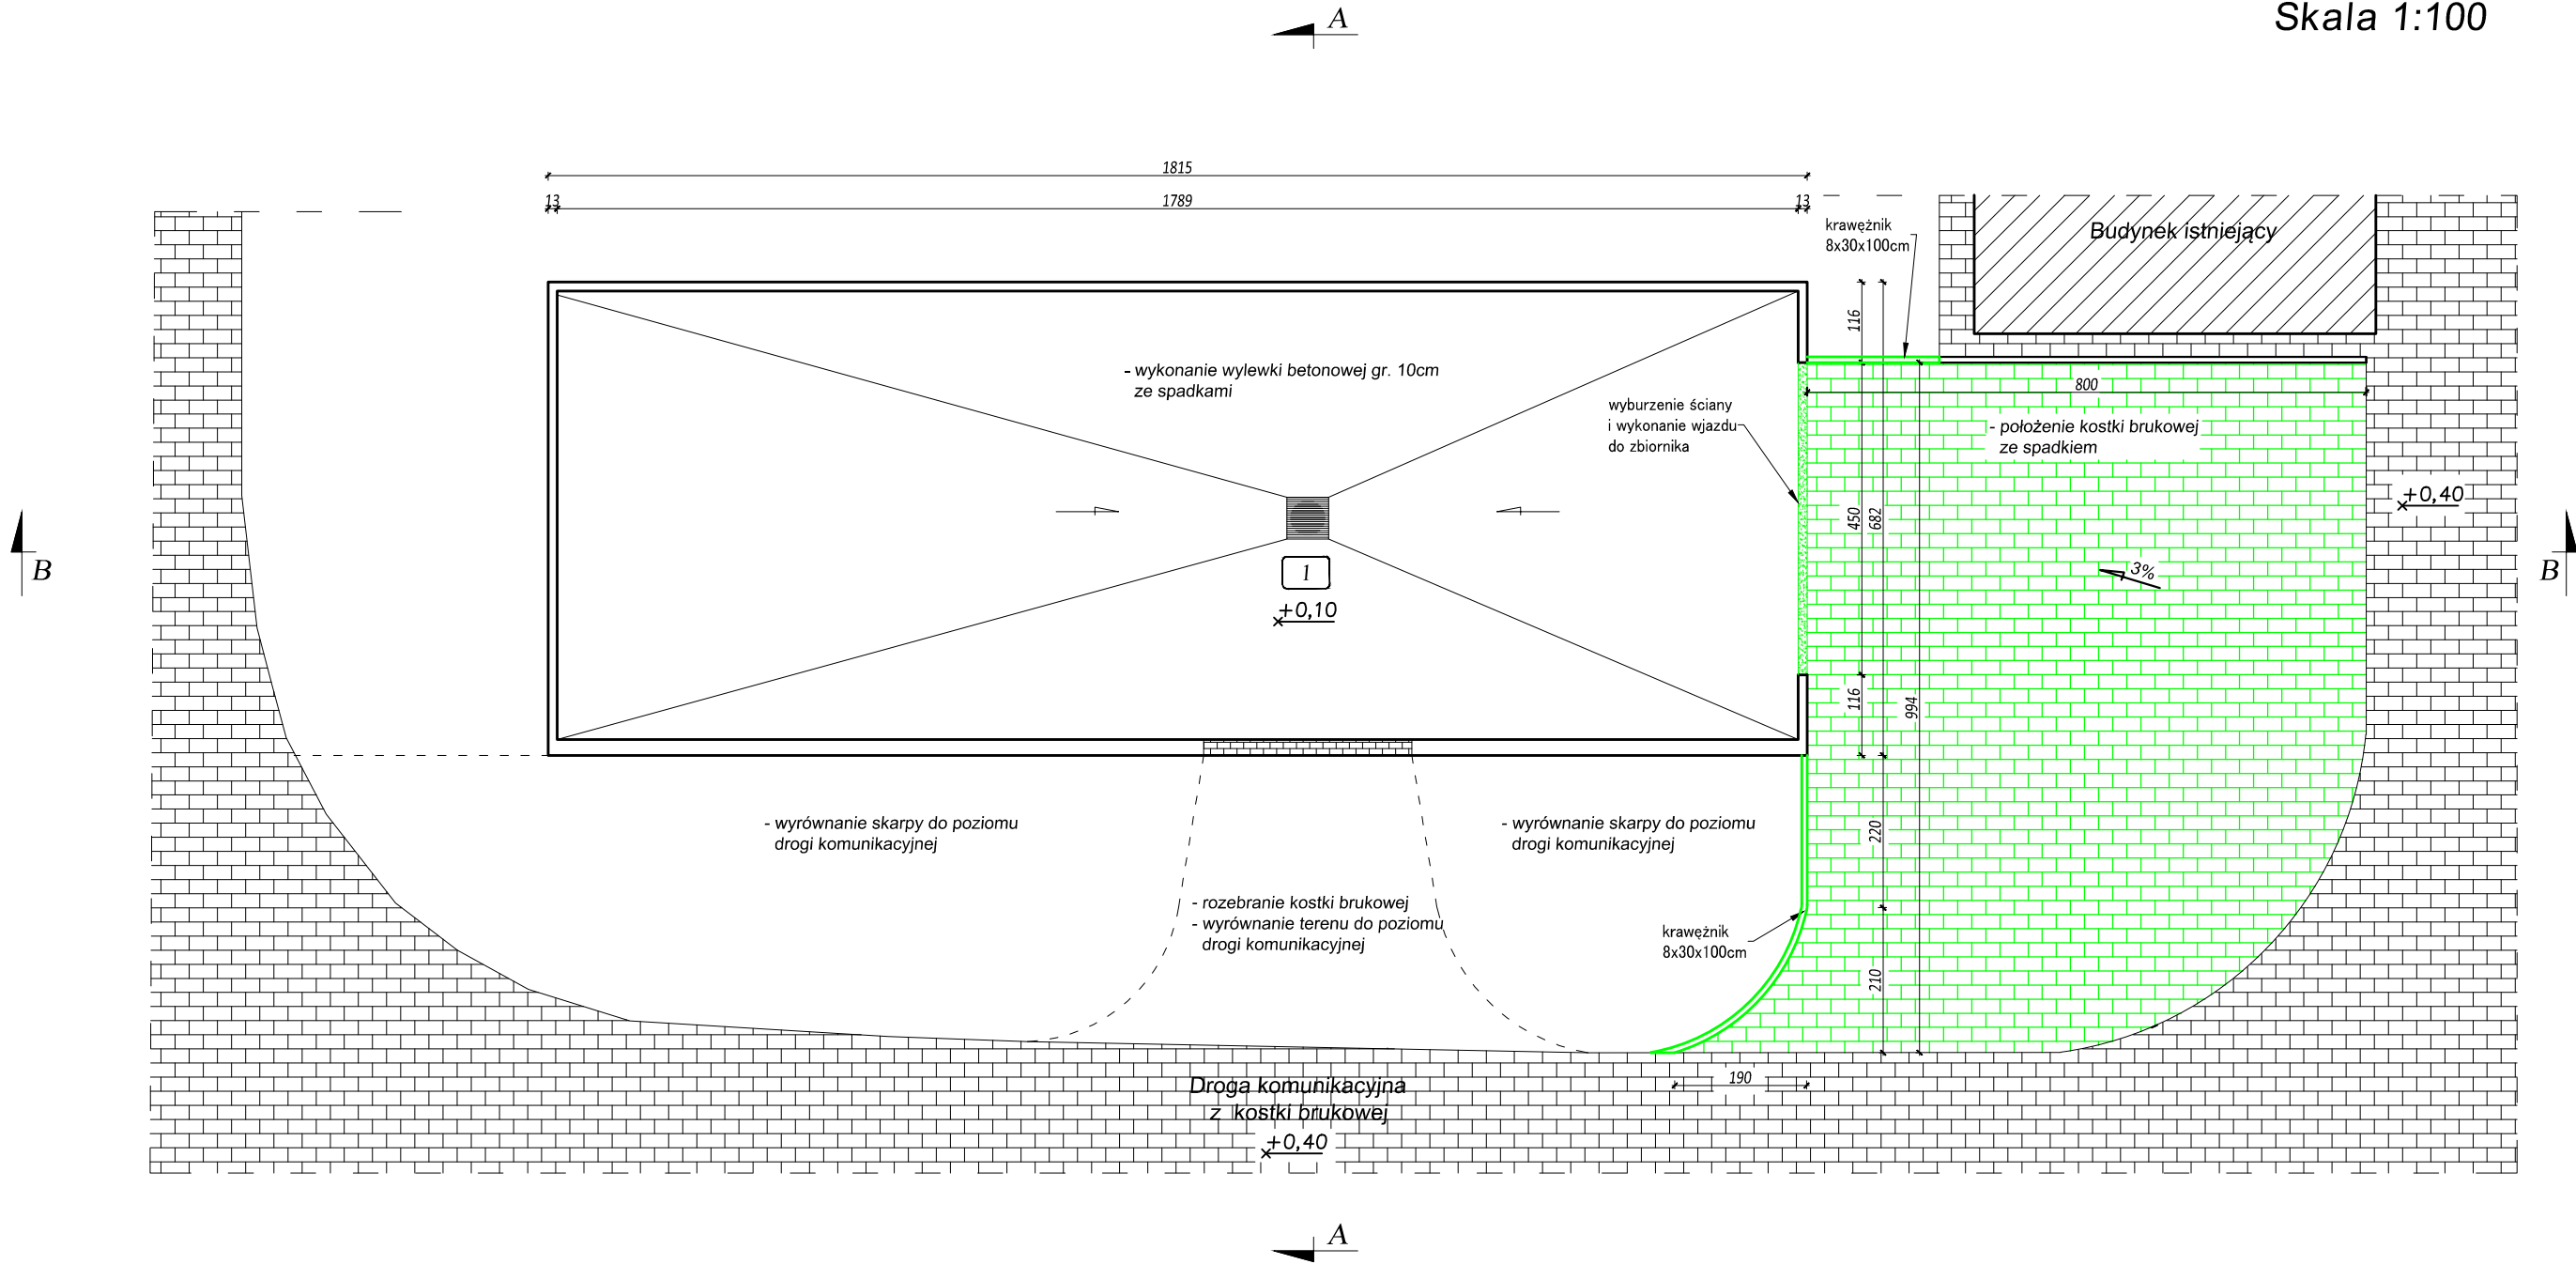 Skala 1:100
A
1815
13
1789
13
krawężnik
8x30x100cm
Budynek istniejący
116
- wykonanie wylewki betonowej gr. 10cm
ze spadkami
800
wyburzenie ściany
i wykonanie wjazdu
do zbiornika
- położenie kostki brukowej
ze spadkiem
+0,40
450
682
B
B
3%
1
+0,10
116
994
- wyrównanie skarpy do poziomu
drogi komunikacyjnej
- wyrównanie skarpy do poziomu
drogi komunikacyjnej
220
- rozebranie kostki brukowej
- wyrównanie terenu do poziomu
drogi komunikacyjnej
krawężnik
8x30x100cm
210
190
Droga komunikacyjna
z kostki brukowej
+0,40
A